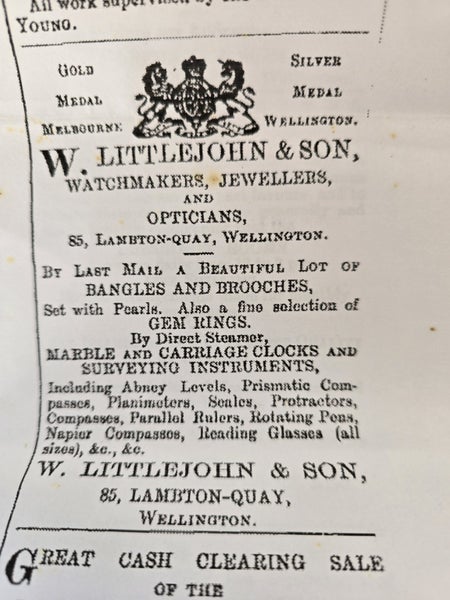 All work supervised by
YOUNG.
GOLD
MEDAL
MELBOURNE
SILVER
MEDAL
WELLINGTON.
W. LITTLEJOHN & SON,
WATCHMAKERS, JEWELLERS,
AND
OPTICIANS,
85, LAMBTON-QUAY, WELLINGTON.
BY LAST MAIL A BEAUTIFUL LOT OF
BANGLES AND BROOCHES,
Set with Pearls. Also a fine selection of
GEM RINGS.
By Direct Steamer,
MARBLE AND CARRIAGE CLOCKS AND
SURVEYING INSTRUMENTS,
Including Abney Levels, Prismatic Com-
passes, Planimeters, Scales, Protractors,
Compasses, Parallel Rulers, Rotating Pens,
Napier Compasses, Reading Glasses (all
sizes), &c., &c.
W. LITTLEJOHN & SON,
85, LAMBTON-QUAY,
WELLINGTON.
GREAT CASH CLEARING SALE
OF THE